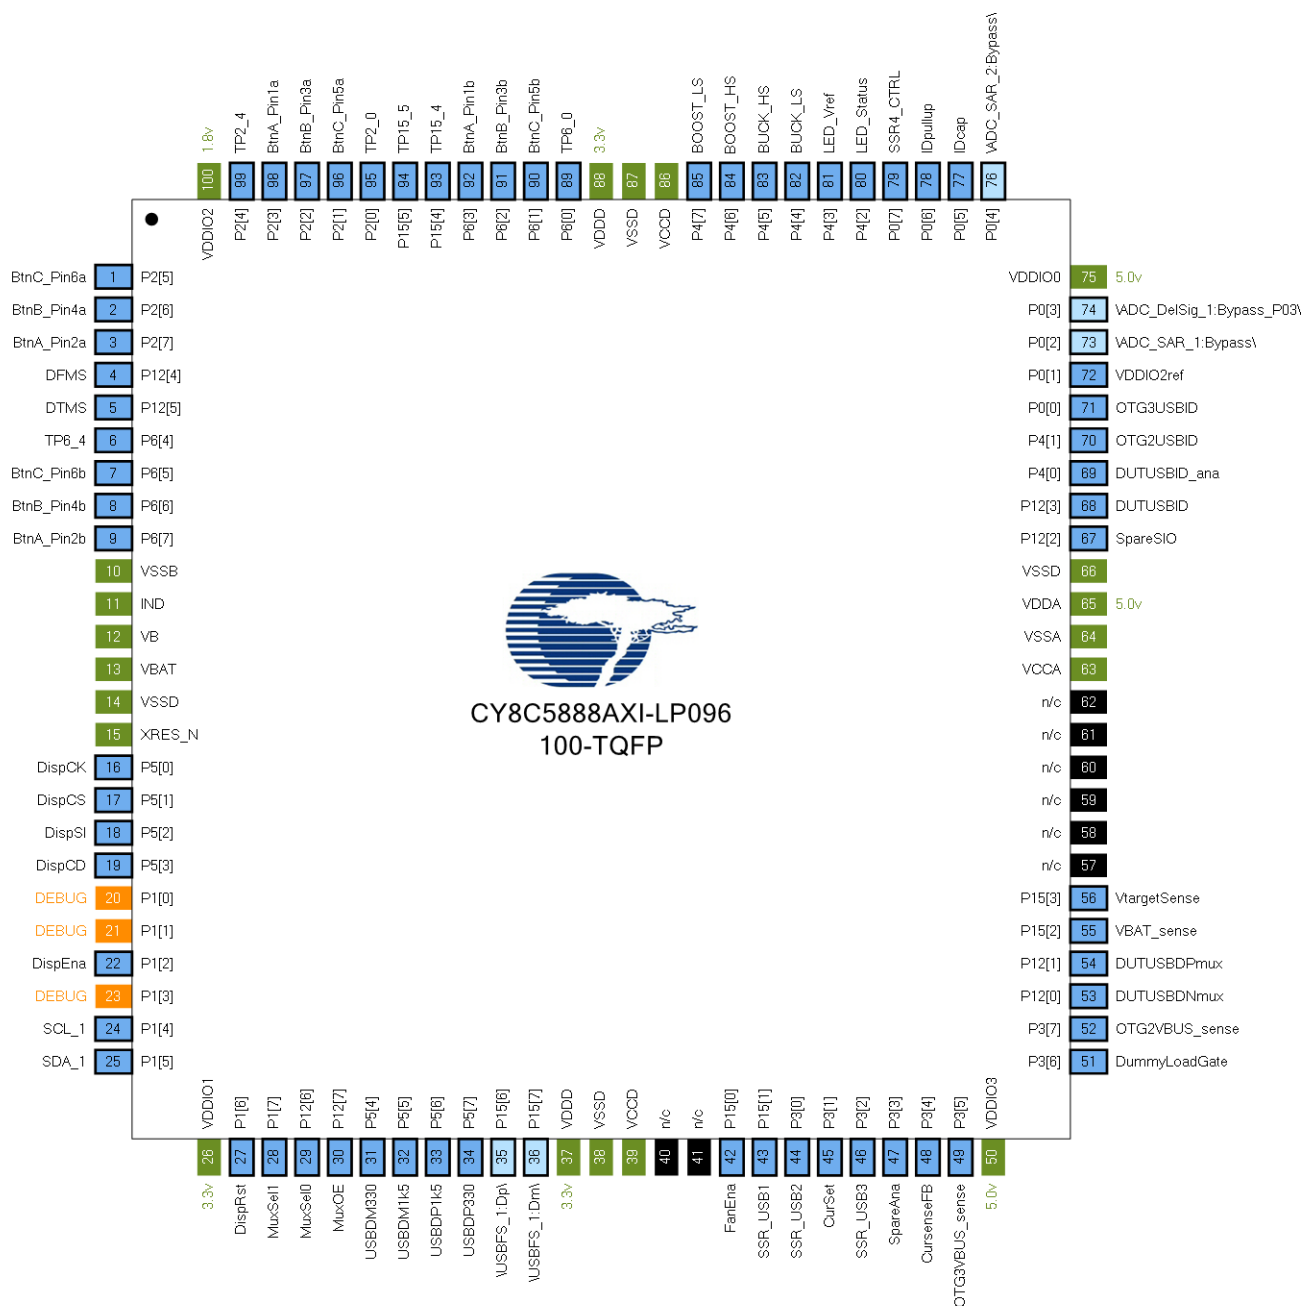 1.8v TP2_4 BtnA_Pin1a BtnB_Pin3a BtnC_Pin5a TP2_0 TP15_5 TP15_4 BtnA_Pin1b BtnB_Pin3b BtnC_Pin5b TP6_0 3.3v BOOST_LS BOOST_HS BUCK_HS BUCK_LS LED_Vref LED_Status SSR4_CTRL IDpullup IDcap \ADC_SAR_2:Bypass\
100 99 98 97 96 95 94 93 92 91 90 89 88 87 86 85 84 83 82 81 80 79 78 77 76
VDDIO2 P2[4] P2[3] P2[2] P2[1] P2[0] P15[5] P15[4] P6[3] P6[2] P6[1] P6[0] VDD VSSD VCCD P4[7] P4[6] P4[5] P4[4] P4[3] P4[2] P0[7] P0[6] P0[5] P0[4]
BtnC_Pin6a 1 P2[5]
BtnB_Pin4a 2 P2[6]
BtnA_Pin2a 3 P2[7]
DFMS 4 P12[4]
DTMS 5 P12[5]
TP6_4 6 P6[4]
BtnC_Pin6b 7 P6[5]
BtnB_Pin4b 8 P6[6]
BtnA_Pin2b 9 P6[7]
10 VSSB
11 IND
12 VB
13 VBAT
14 VSSD
15 XRES_N
DispCK 16 P5[0]
DispCS 17 P5[1]
DispSI 18 P5[2]
DispCD 19 P5[3]
DEBUG 20 P1[0]
DEBUG 21 P1[1]
DispEna 22 P1[2]
DEBUG 23 P1[3]
SCL_1 24 P1[4]
SDA_1 25 P1[5]
CY8C5888AXI-LP096
100-TQFP
VDDIO0 75 5.0v
P0[3] 74 \ADC_DelSig_1:Bypass_P03\
P0[2] 73 \ADC_SAR_1:Bypass\
P0[1] 72 VDDIO2ref
P0[0] 71 OTG3USBID
P4[1] 70 OTG2USBID
P4[0] 69 DUTUSBID_ana
P12[3] 68 DUTUSBID
P12[2] 67 SpareSIO
VSSD 66
VDDA 65 5.0v
VSSA 64
VCCA 63
n/c 62
n/c 61
n/c 60
n/c 59
n/c 58
n/c 57
P15[3] 56 VtargetSense
P15[2] 55 VBAT_sense
P12[1] 54 DUTUSBDPmux
P12[0] 53 DUTUSBDNmux
P3[7] 52 OTG2VBUS_sense
P3[6] 51 DummyLoadGate
VDDIO1 P1[6] P1[7] P12[6] P12[7] P5[4] P5[5] P5[6] P5[7] P15[6] P15[7] VDDD VSSD VCCD n/c n/c P15[0] P15[1] P3[0] P3[1] P3[2] P3[3] P3[4] P3[5] VDDIO3
26 27 28 29 30 31 32 33 34 35 36 37 38 39 40 41 42 43 44 45 46 47 48 49 50
3.3v DispRst MuxSel1 MuxSel0 MuxOE USBDM330 USBDM1k5 USBDP1k5 USBDP330 \USBFS_1:Dp\ \USBFS_1:Dm\ 3.3v FanEna SSR_USB1 SSR_USB2 CurSet SSR_USB3 SpareAna CursenseFB OTG3VBUS_sense 5.0v